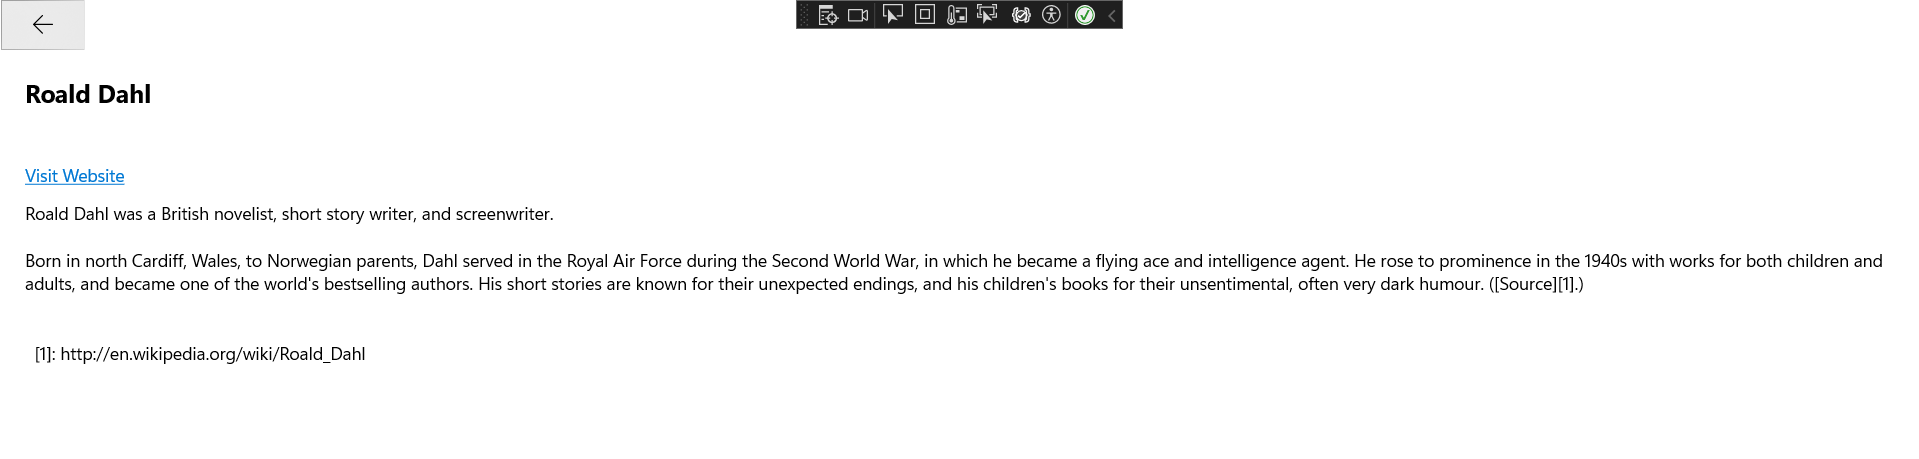 Roald Dahl
Visit Website
Roald Dahl was a British novelist, short story writer, and screenwriter.
Born in north Cardiff, Wales, to Norwegian parents, Dahl served in the Royal Air Force during the Second World War, in which he became a flying ace and intelligence agent. He rose to prominence in the 1940s with works for both children and
adults, and became one of the world's bestselling authors. His short stories are known for their unexpected endings, and his children's books for their unsentimental, often very dark humour. ([Source][1].)
[1]: http://en.wikipedia.org/wiki/Roald_Dahl